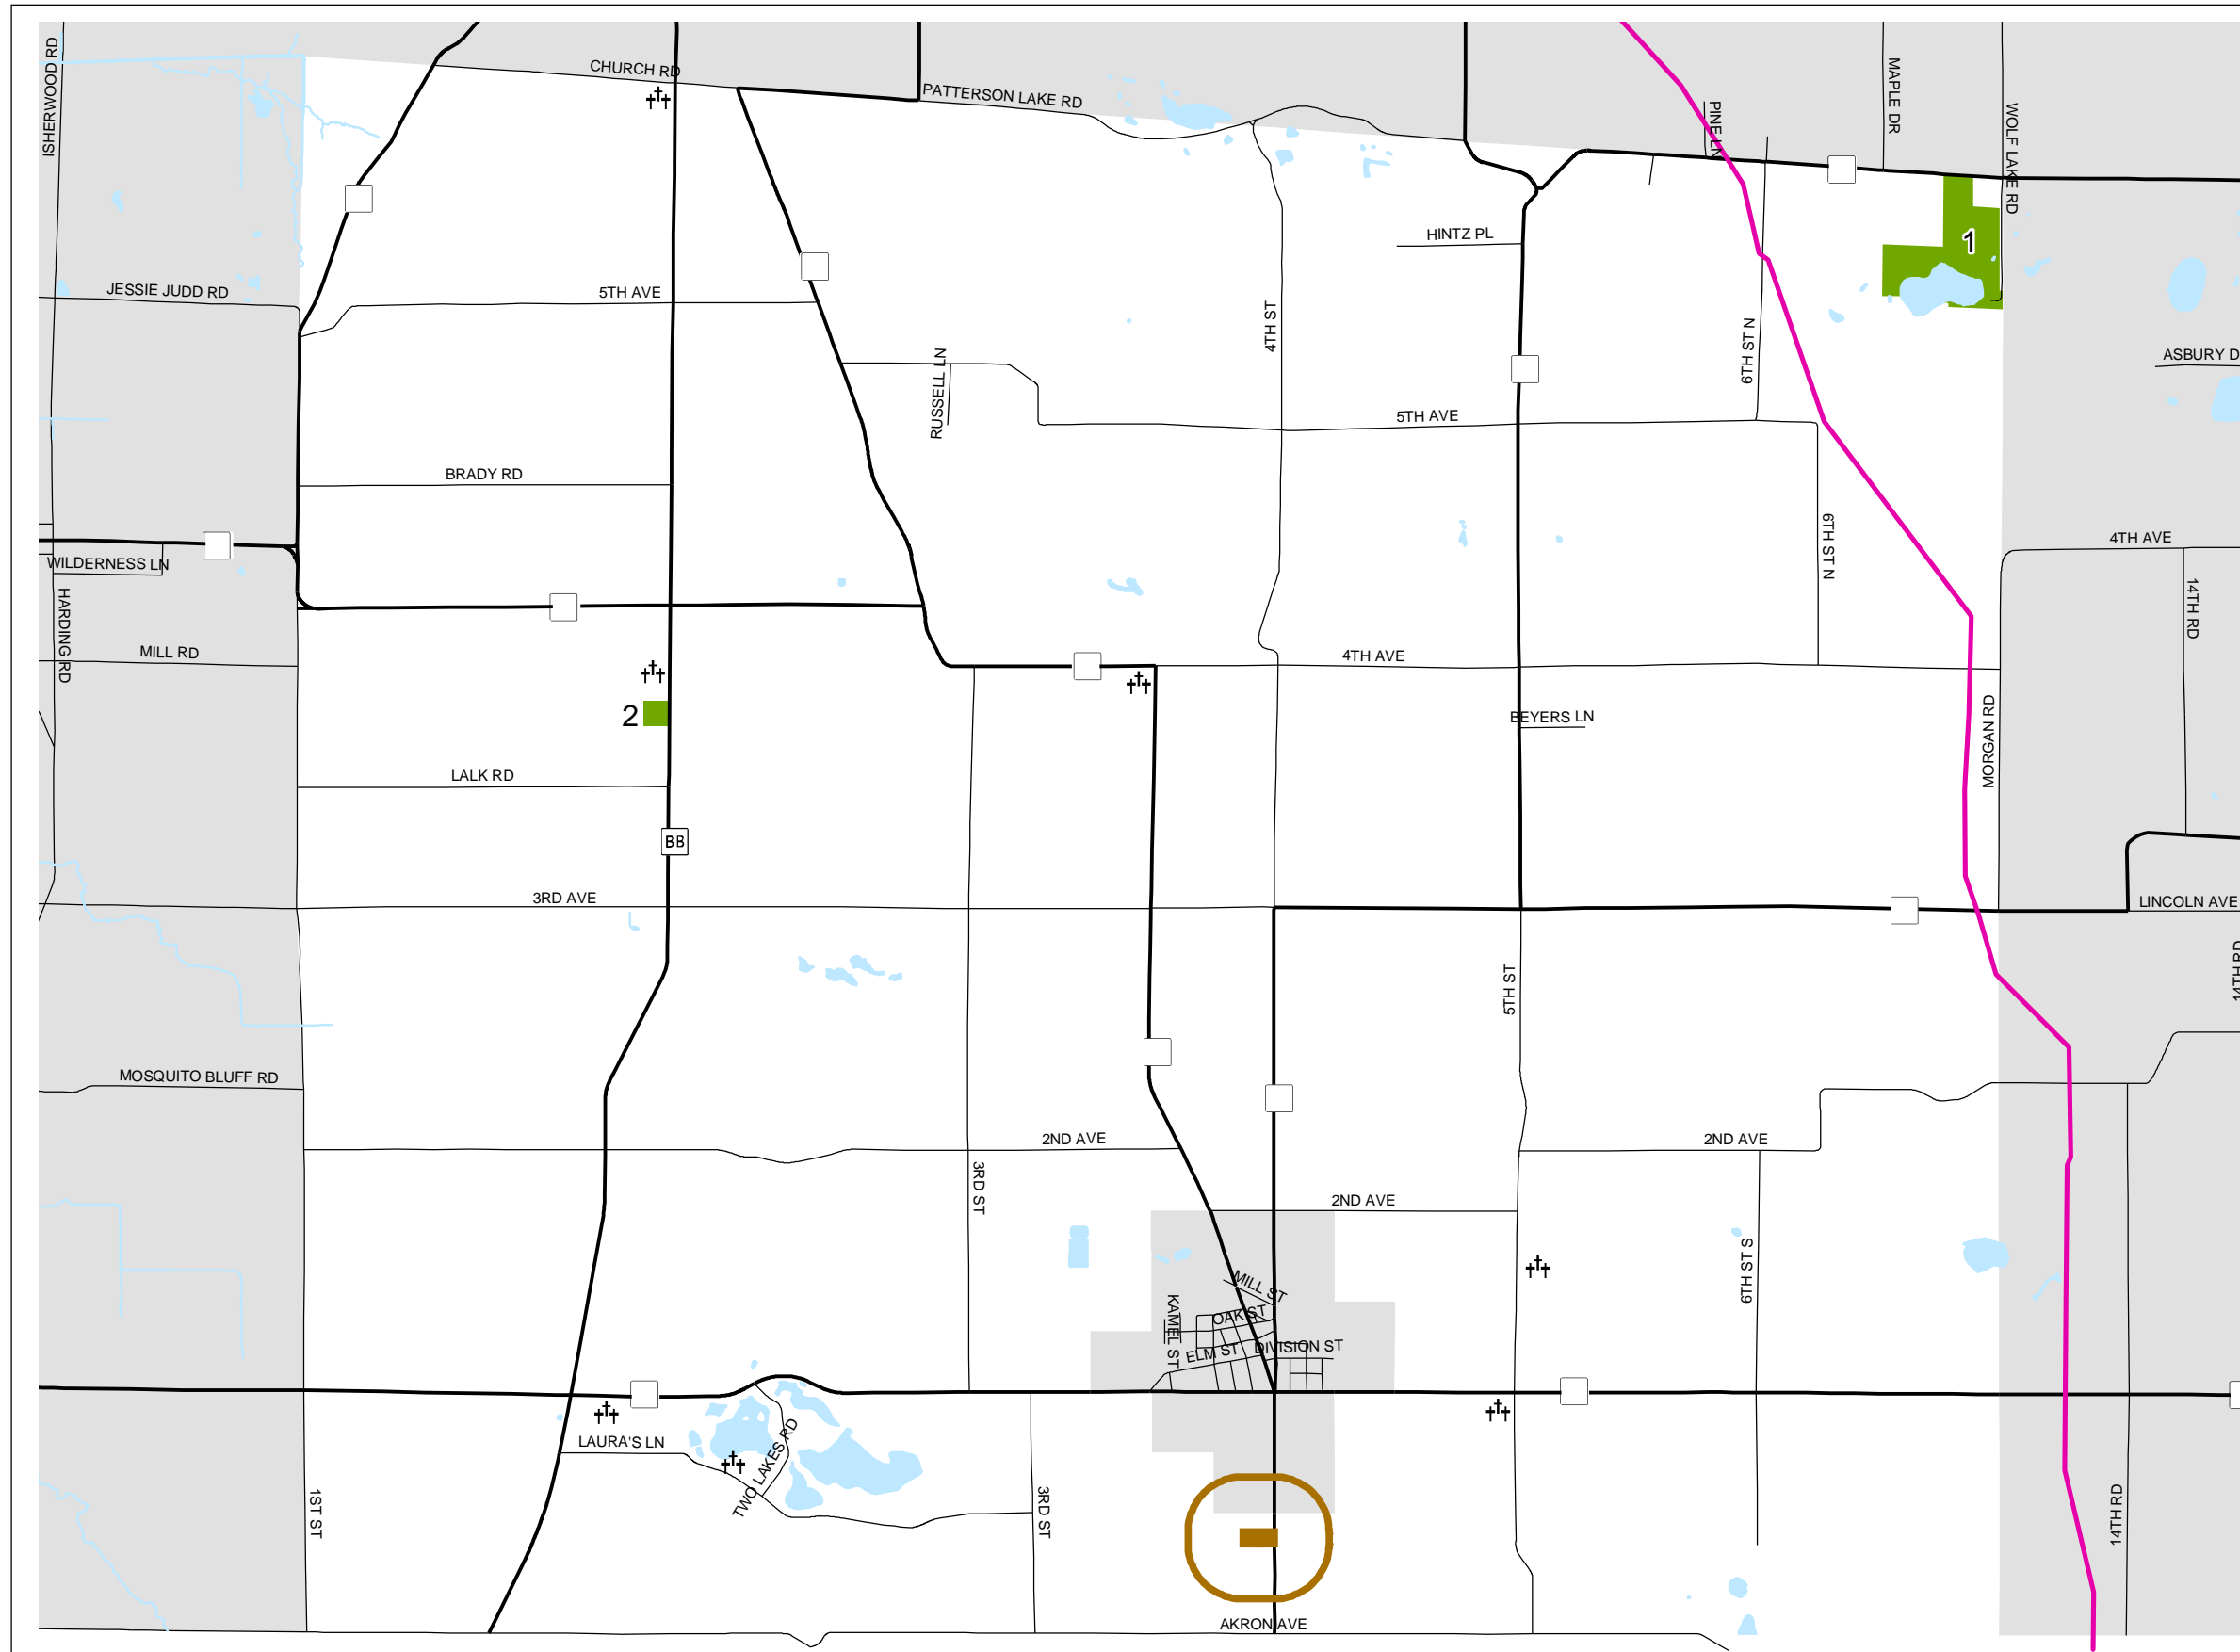 ISHERWOOD RD
CHURCH RD
PATTERSON LAKE RD
PINE LN
MAPLE DR
WOLF LAKE RD
1
HINTZ PL
JESSIE JUDD RD
5TH AVE
4TH ST
6TH ST N
RUSSELL LN
ASBURY D
5TH AVE
BRADY RD
6TH ST N
4TH AVE
WILDERNESS LN
HARDING RD
14TH RD
MILL RD
4TH AVE
2
BEYERS LN
MORGAN RD
LALK RD
BB
3RD AVE
LINCOLN AVE
5TH ST
14TH RD
MOSQUITO BLUFF RD
2ND AVE
2ND AVE
3RD ST
2ND AVE
6TH ST S
MILL ST
KAMEL ST
OAK ST
ELM ST
DIVISION ST
LAURA'S LN
TWO LAKES RD
1ST ST
3RD ST
14TH RD
AKRON AVE